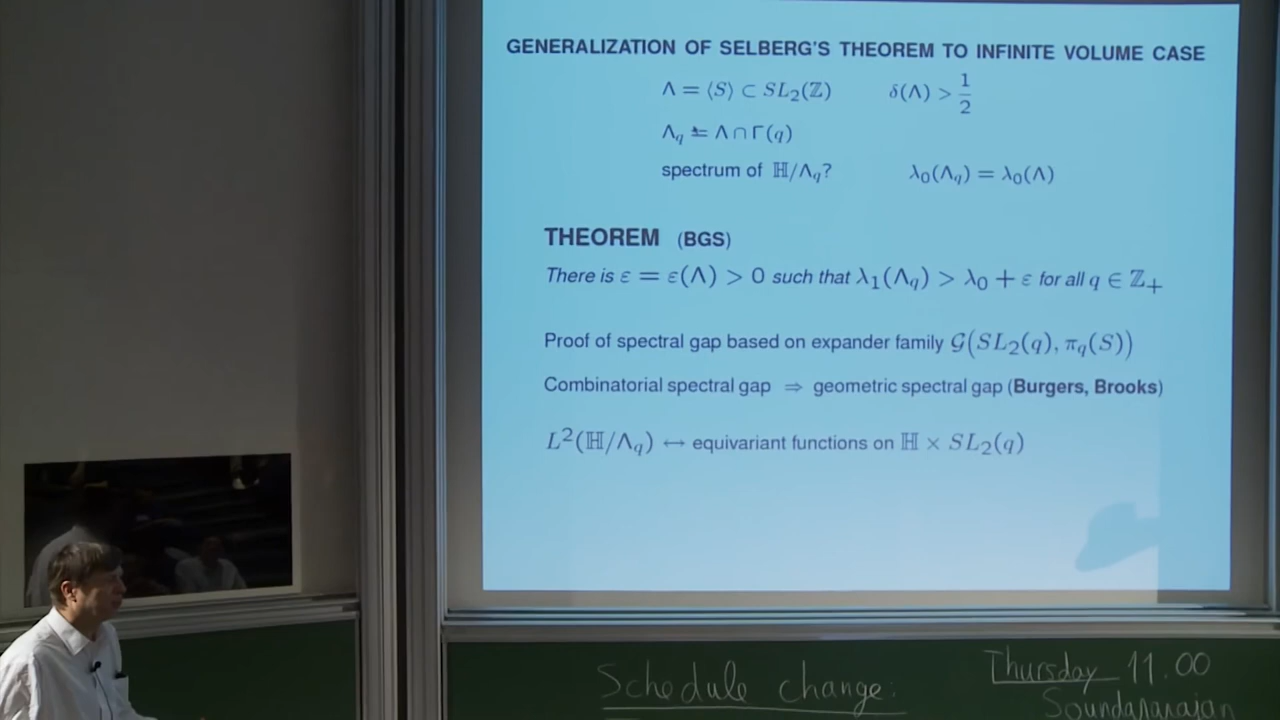 GENERALIZATION OF SELBERG'S THEOREM TO INFINITE VOLUME CASE
Λ = ⟨S⟩ ⊂ SL₂(ℤ) δ(Λ) > 1/2
Λ_q = Λ ∩ Γ(q)
spectrum of ℍ/Λ_q? λ₀(Λ_q) = λ₀(Λ)
THEOREM (BGS)
There is ε = ε(Λ) > 0 such that λ₁(Λ_q) > λ₀ + ε for all q ∈ ℤ₊
Proof of spectral gap based on expander family 𝒢(SL₂(q), π_q(S))
Combinatorial spectral gap ⇒ geometric spectral gap (Burgers, Brooks)
L²(ℍ/Λ_q) ↔ equivariant functions on ℍ × SL₂(q)
Schedule change:
Thursday 11.00
Soundararajan